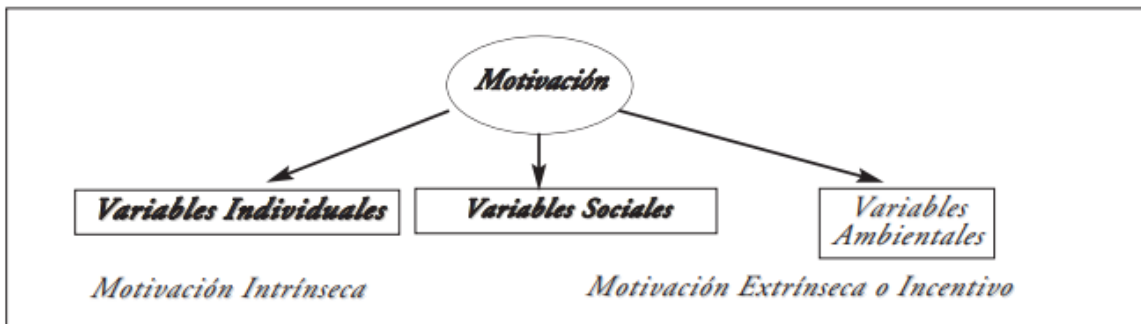 Motivación
Variables Individuales
Variables Sociales
Variables
Ambientales
Motivación Intrínseca
Motivación Extrínseca o Incentivo